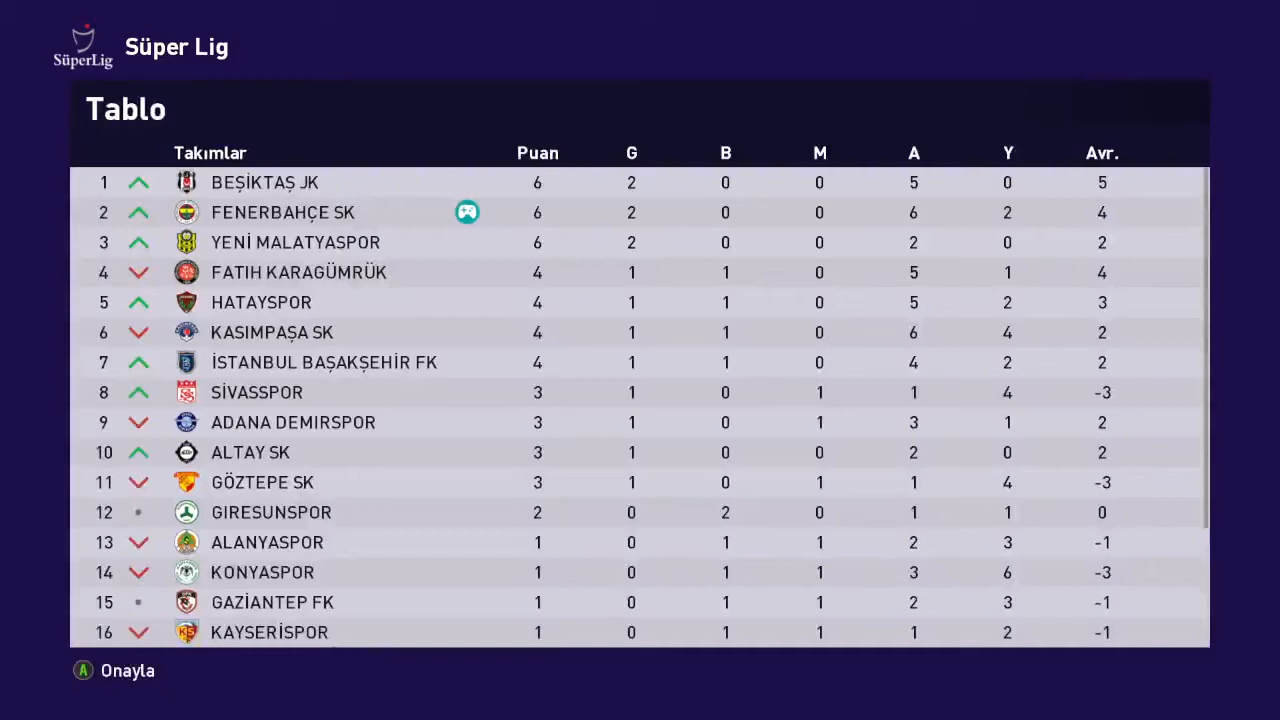 SüperLig Süper Lig
Tablo
Takımlar Puan G B M A Y Avr.
1 BEŞİKTAŞ JK 6 2 0 0 5 0 5
2 FENERBAHÇE SK 6 2 0 0 6 2 4
3 YENİ MALATYASPOR 6 2 0 0 2 0 2
4 FATIH KARAGÜMRÜK 4 1 1 0 5 1 4
5 HATAYSPOR 4 1 1 0 5 2 3
6 KASIMPAŞA SK 4 1 1 0 6 4 2
7 İSTANBUL BAŞAKŞEHİR FK 4 1 1 0 4 2 2
8 SİVASSPOR 3 1 0 1 1 4 -3
9 ADANA DEMIRSPOR 3 1 0 1 3 1 2
10 ALTAY SK 3 1 0 0 2 0 2
11 GÖZTEPE SK 3 1 0 1 1 4 -3
12 GIRESUNSPOR 2 0 2 0 1 1 0
13 ALANYASPOR 1 0 1 1 2 3 -1
14 KONYASPOR 1 0 1 1 3 6 -3
15 GAZİANTEP FK 1 0 1 1 2 3 -1
16 KAYSERİSPOR 1 0 1 1 1 2 -1
A Onayla